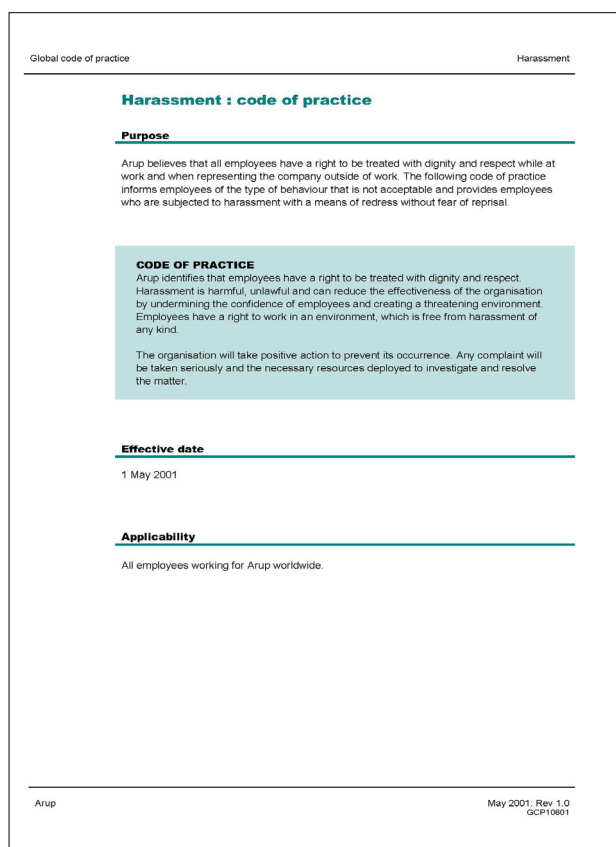 Global code of practice
Harassment
Harassment : code of practice
Purpose
Arup believes that all employees have a right to be treated with dignity and respect while at
work and when representing the company outside of work. The following code of practice
informs employees of the type of behaviour that is not acceptable and provides employees
who are subjected to harassment with a means of redress without fear of reprisal.
CODE OF PRACTICE
Arup identifies that employees have a right to be treated with dignity and respect.
Harassment is harmful, unlawful and can reduce the effectiveness of the organisation
by undermining the confidence of employees and creating a threatening environment.
Employees have a right to work in an environment, which is free from harassment of
any kind.
The organisation will take positive action to prevent its occurrence. Any complaint will
be taken seriously and the necessary resources deployed to investigate and resolve
the matter.
Effective date
1 May 2001
Applicability
All employees working for Arup worldwide.
Arup
May 2001: Rev 1.0
GCP10601